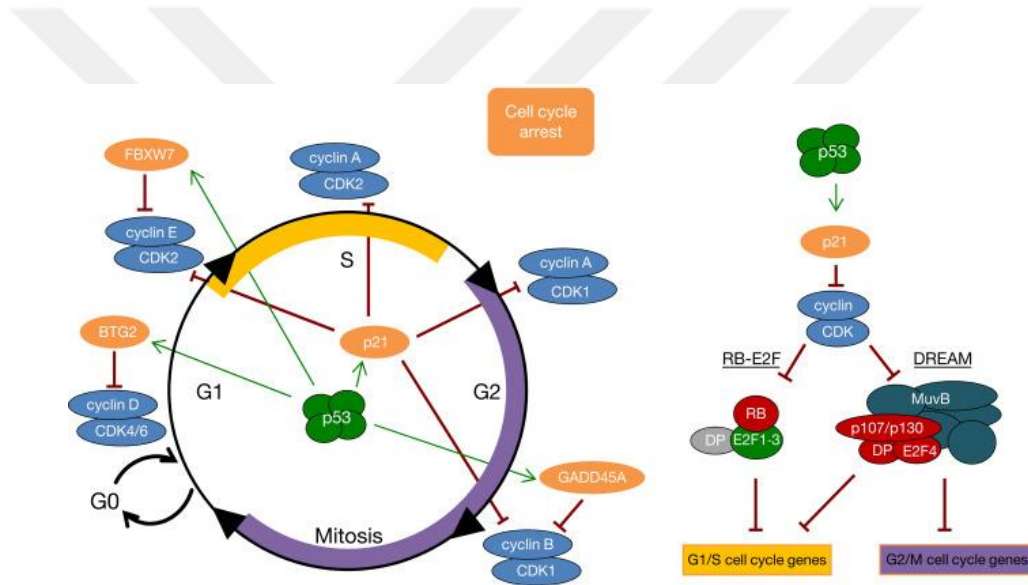 Cell cycle
arrest
FBXW7
cyclin A
CDK2
cyclin E
CDK2
S
cyclin A
CDK1
BTG2
p21
cyclin D
CDK4/6
G1
G2
p53
G0
GADD45A
Mitosis
cyclin B
CDK1
p53
p21
cyclin
CDK
RB-E2F
DREAM
MuvB
RB
p107/p130
DP
E2F1-3
DP
E2F4
G1/S cell cycle genes
G2/M cell cycle genes